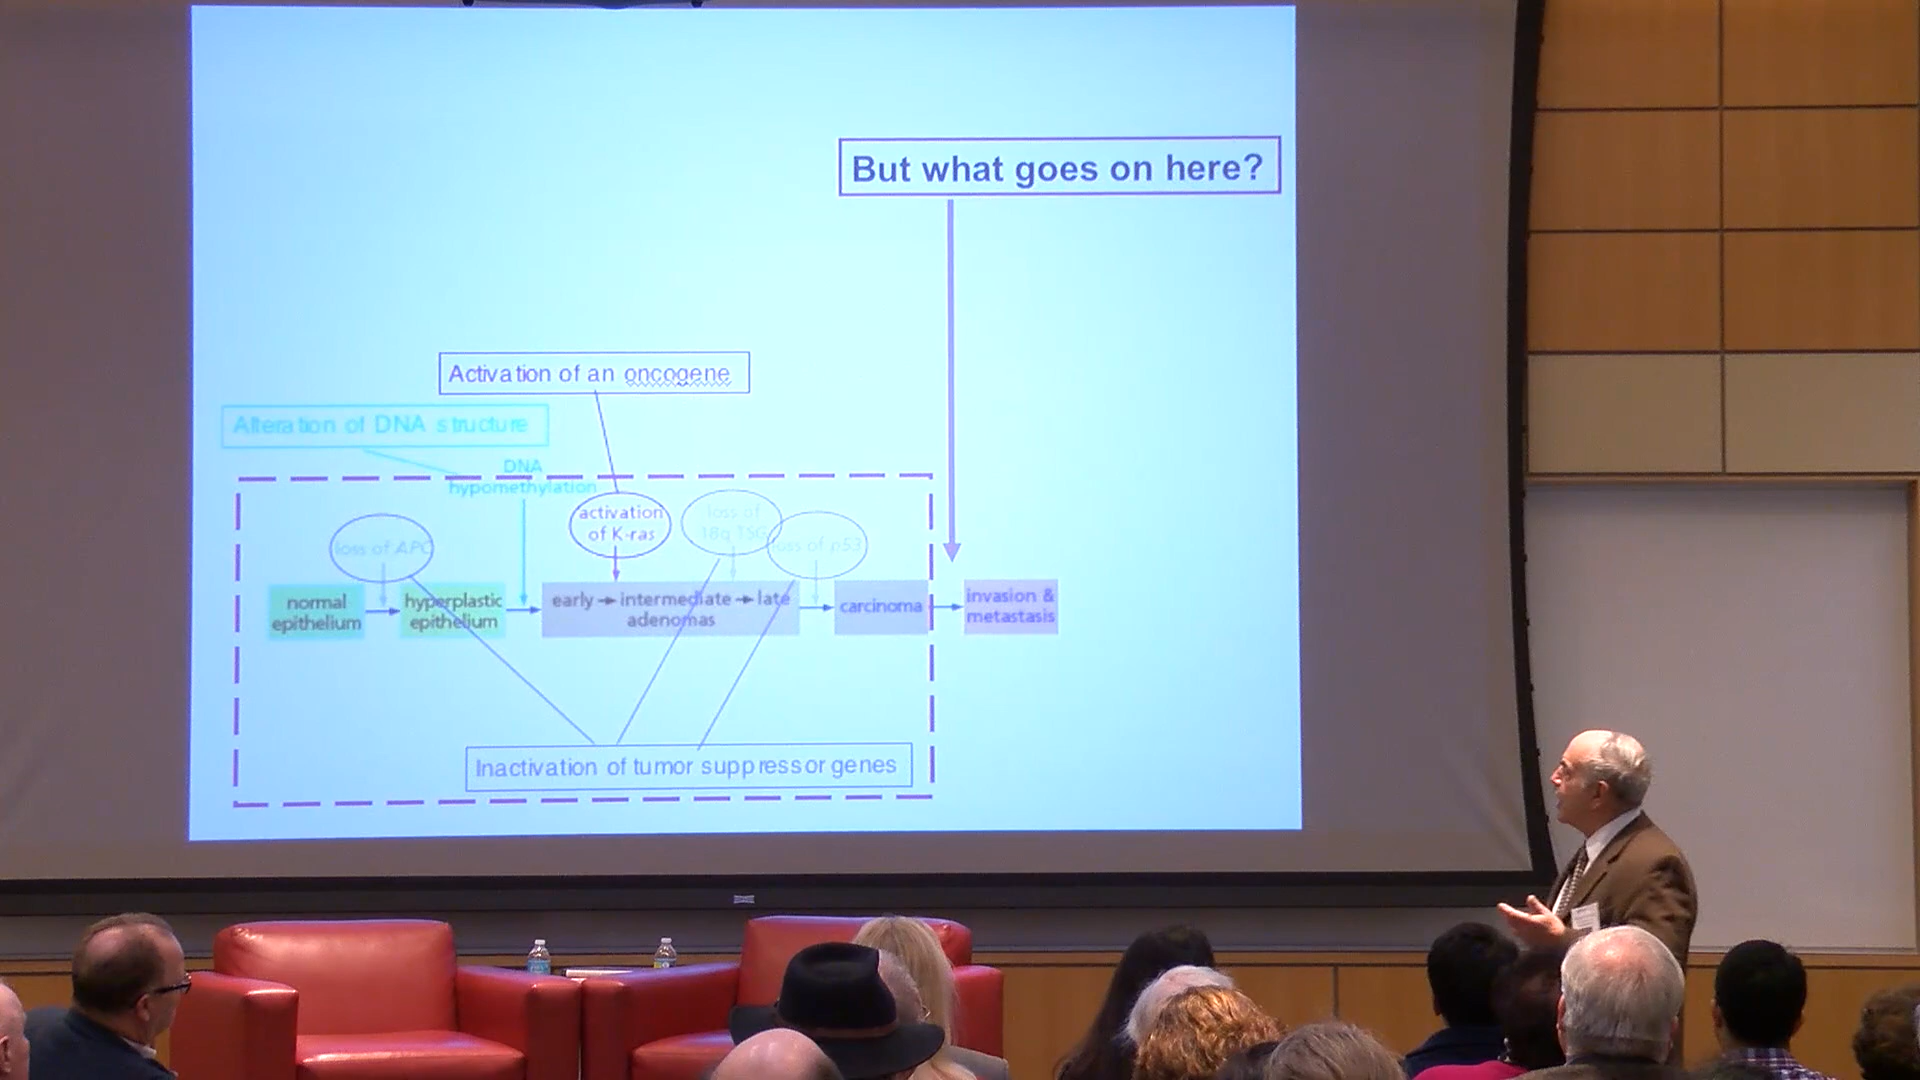 But what goes on here?
Activation of an oncogene
Alteration of DNA structure
DNA
hypomethylation
activation
of K-ras
loss of
18q TSG
loss of APC
loss of p53
normal
epithelium
hyperplastic
epithelium
early → intermediate → late
adenomas
carcinoma
invasion &
metastasis
Inactivation of tumor suppressor genes